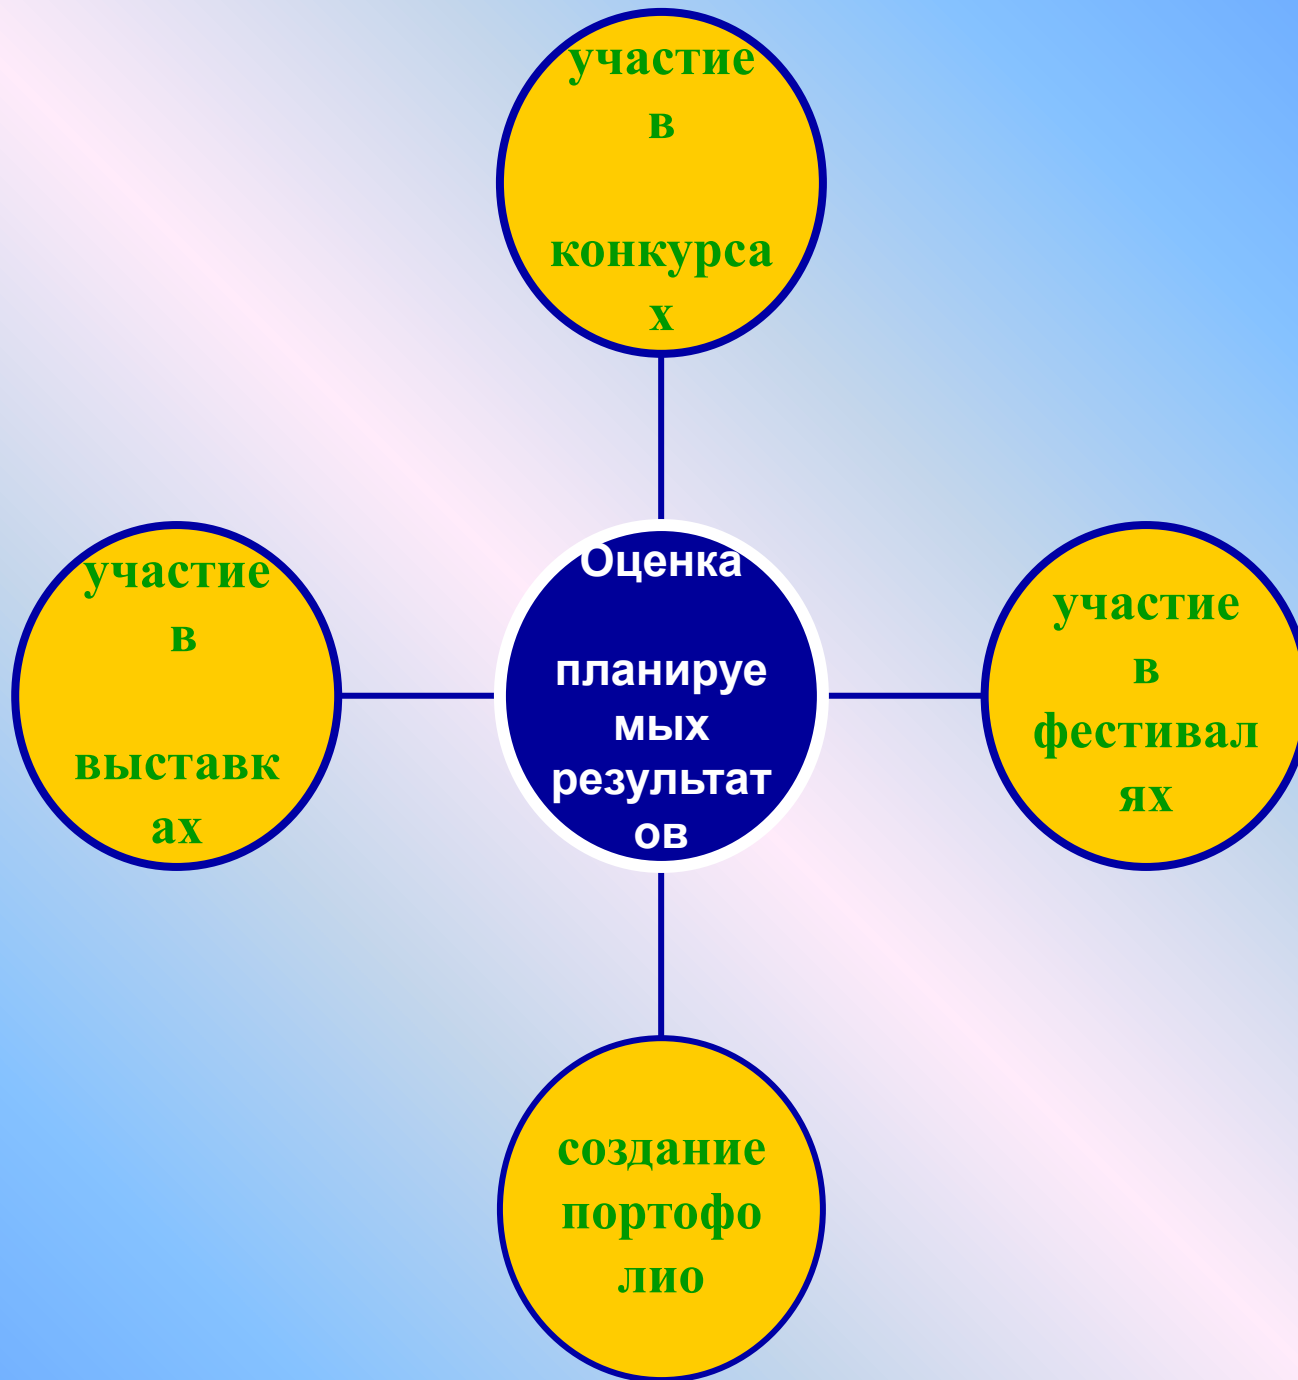 участие
в
конкурса
х
участие
в
выставк
ах
Оценка
планируе
мых
результат
ов
участие
в
фестивал
ях
создание
портофо
лио